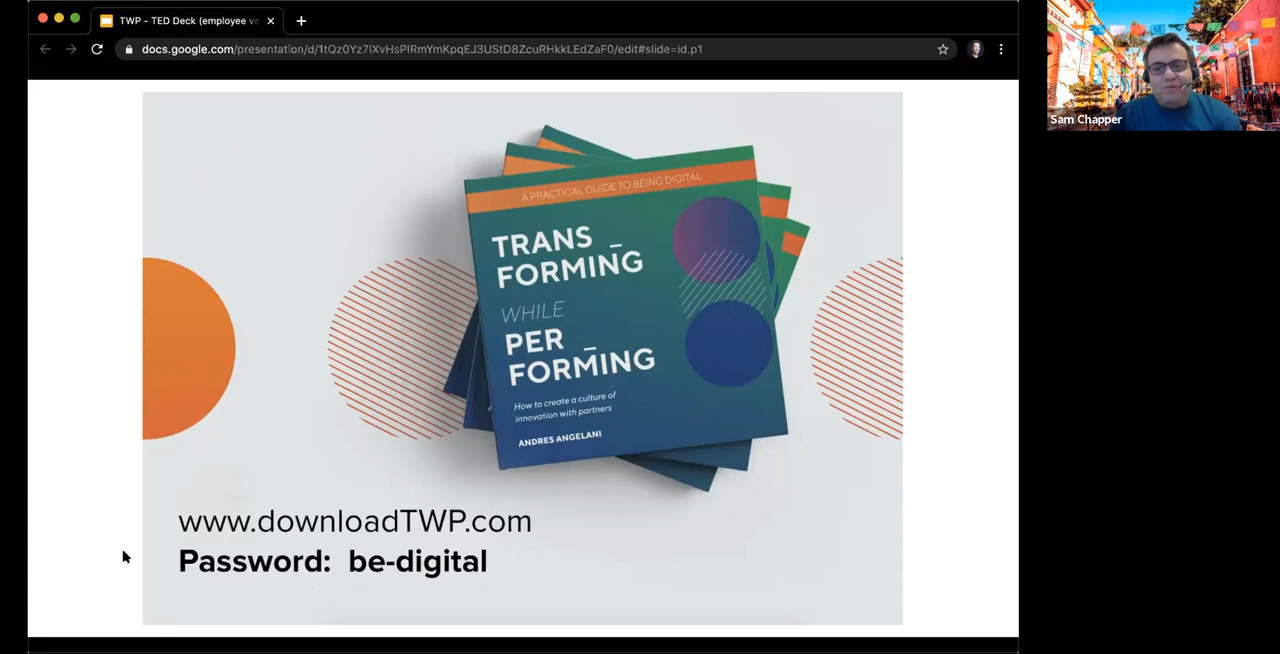 TWP - TED Deck (employee ve
docs.google.com/presentation/d/1tQz0Yz7lXvHsPIRmYmKpqEJ3UStD8ZcuRHkkLEdZaF0/edit#slide=id.p1
Sam Chapper
A PRACTICAL GUIDE TO BEING DIGITAL
TRANS _
FORMING
WHILE
PER _
FORMING
How to create a culture of
innovation with partners
ANDRES ANGELANI
www.downloadTWP.com
Password: be-digital